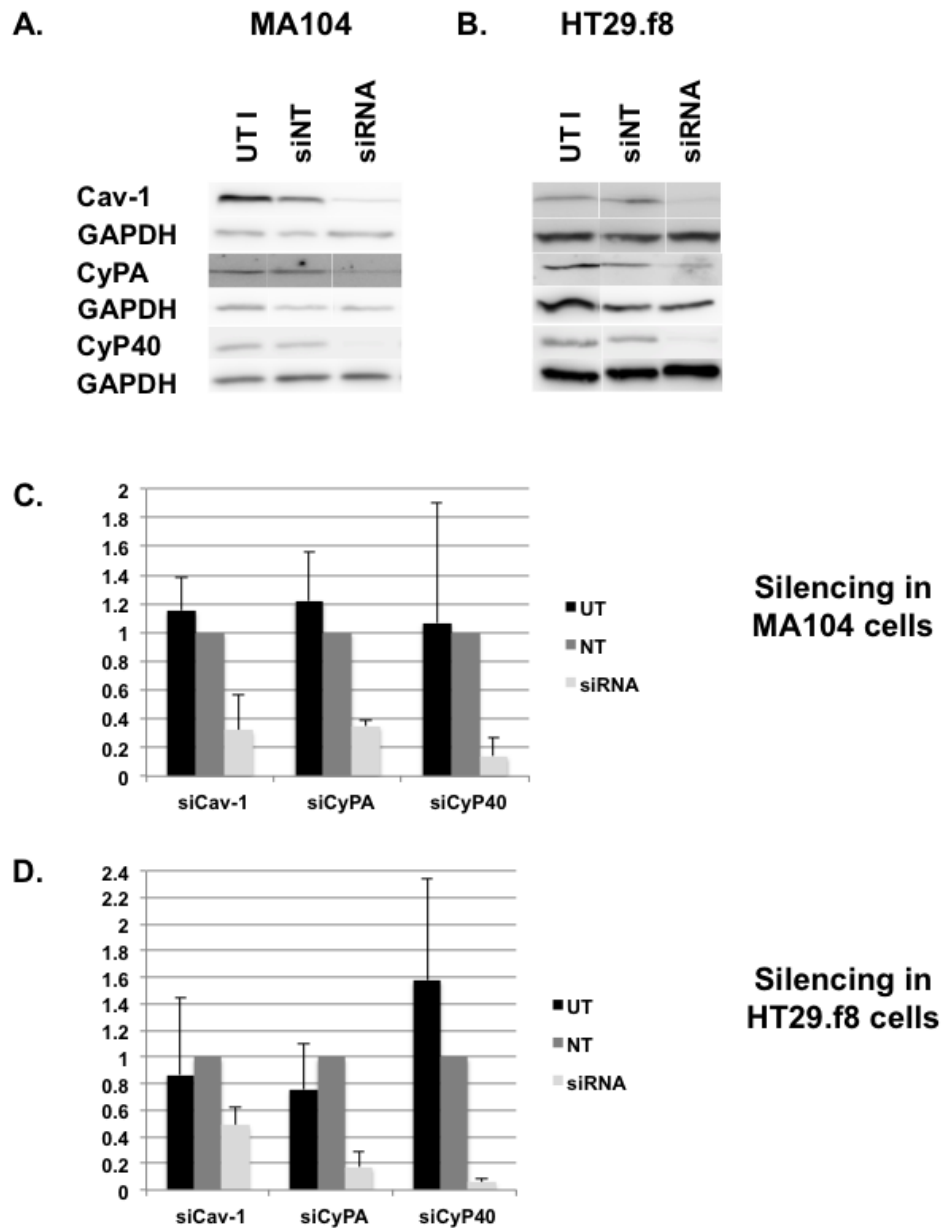 A. MA104 B. HT29.f8
UT I siNT siRNA UT I siNT siRNA
Cav-1
GAPDH
CyPA
GAPDH
CyP40
GAPDH
C.
2
1.8
1.6
1.4
1.2
1
0.8
0.6
0.4
0.2
0
siCav-1 siCyPA siCyP40
UT
NT
siRNA
Silencing in
MA104 cells
D.
2.4
2.2
2
1.8
1.6
1.4
1.2
1
0.8
0.6
0.4
0.2
0
siCav-1 siCyPA siCyP40
UT
NT
siRNA
Silencing in
HT29.f8 cells